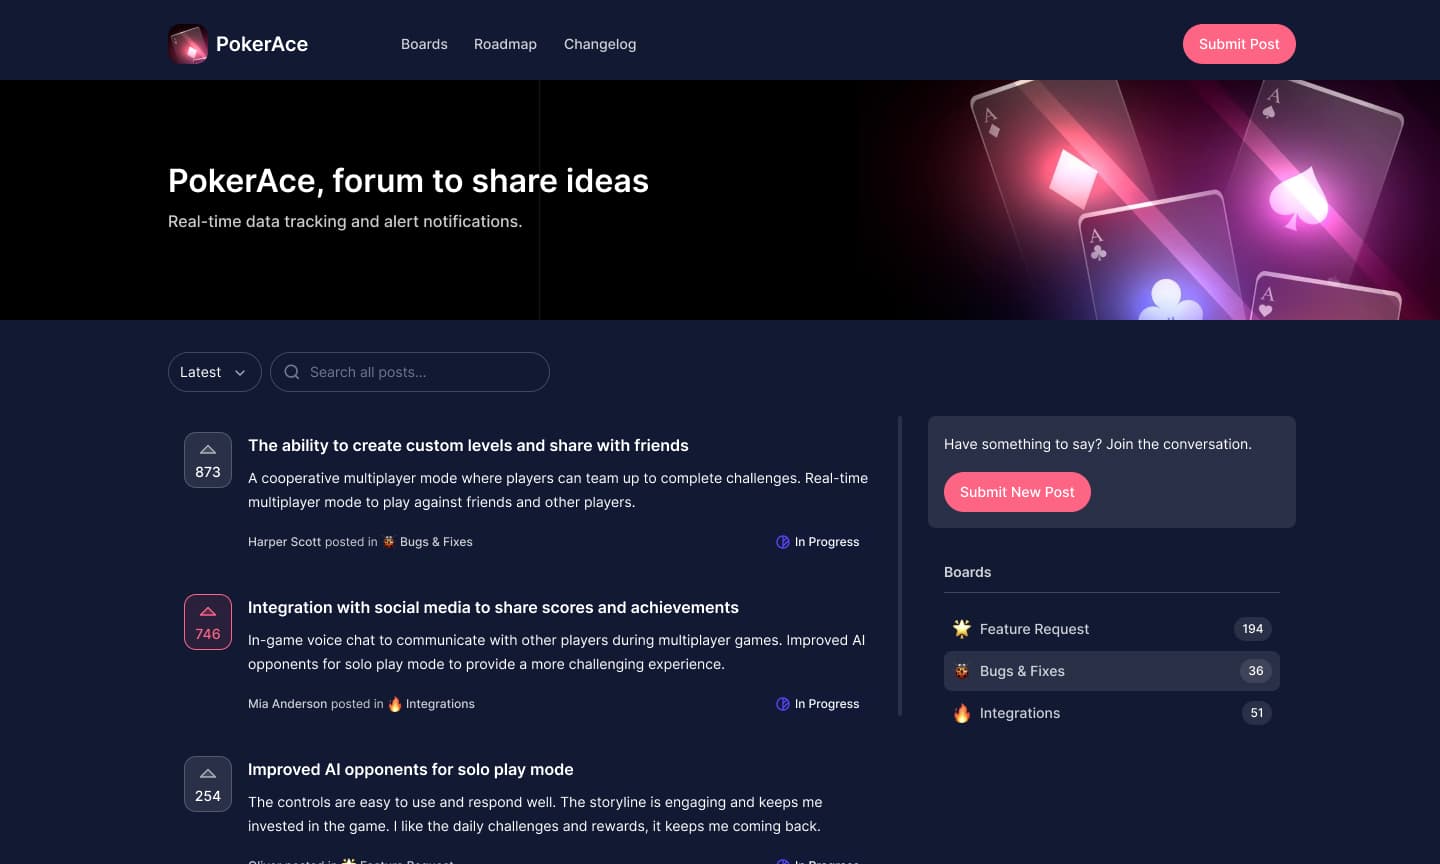 PokerAce
Boards
Roadmap
Changelog
Submit Post
PokerAce, forum to share ideas
Real-time data tracking and alert notifications.
A
A
A
A
Latest
Search all posts...
873
The ability to create custom levels and share with friends
A cooperative multiplayer mode where players can team up to complete challenges. Real-time
multiplayer mode to play against friends and other players.
Harper Scott posted in Bugs & Fixes
In Progress
746
Integration with social media to share scores and achievements
In-game voice chat to communicate with other players during multiplayer games. Improved AI
opponents for solo play mode to provide a more challenging experience.
Mia Anderson posted in Integrations
In Progress
254
Improved AI opponents for solo play mode
The controls are easy to use and respond well. The storyline is engaging and keeps me
invested in the game. I like the daily challenges and rewards, it keeps me coming back.
Oliver posted in Feature Request
In Progress
Have something to say? Join the conversation.
Submit New Post
Boards
Feature Request 194
Bugs & Fixes 36
Integrations 51